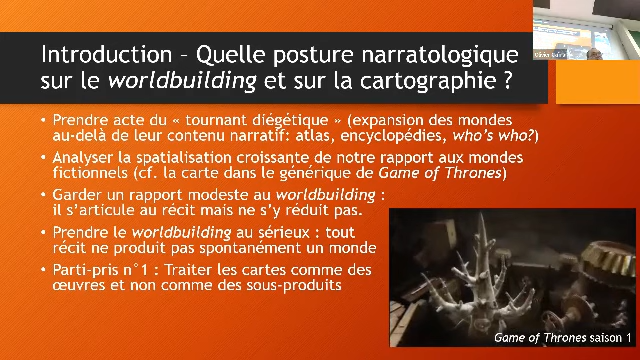 Introduction – Quelle posture narratologique
sur le worldbuilding et sur la cartographie ?
• Prendre acte du « tournant diégétique » (expansion des mondes
au-delà de leur contenu narratif: atlas, encyclopédies, who's who?)
• Analyser la spatialisation croissante de notre rapport aux mondes
fictionnels (cf. la carte dans le générique de Game of Thrones)
• Garder un rapport modeste au worldbuilding :
il s'articule au récit mais ne s'y réduit pas.
• Prendre le worldbuilding au sérieux : tout
récit ne produit pas spontanément un monde
• Parti-pris n°1 : Traiter les cartes comme des
œuvres et non comme des sous-produits
Game of Thrones saison 1
Olivier